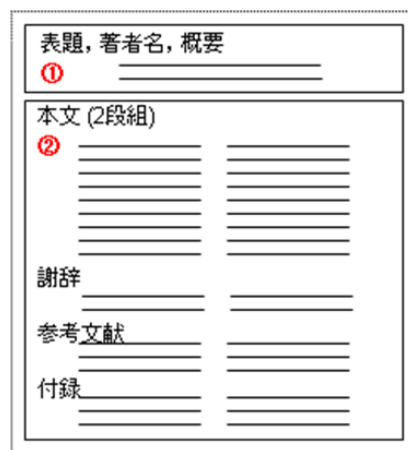 表題, 著者名, 概要
①
本文 (2段組)
②
謝辞
参考文献
付録